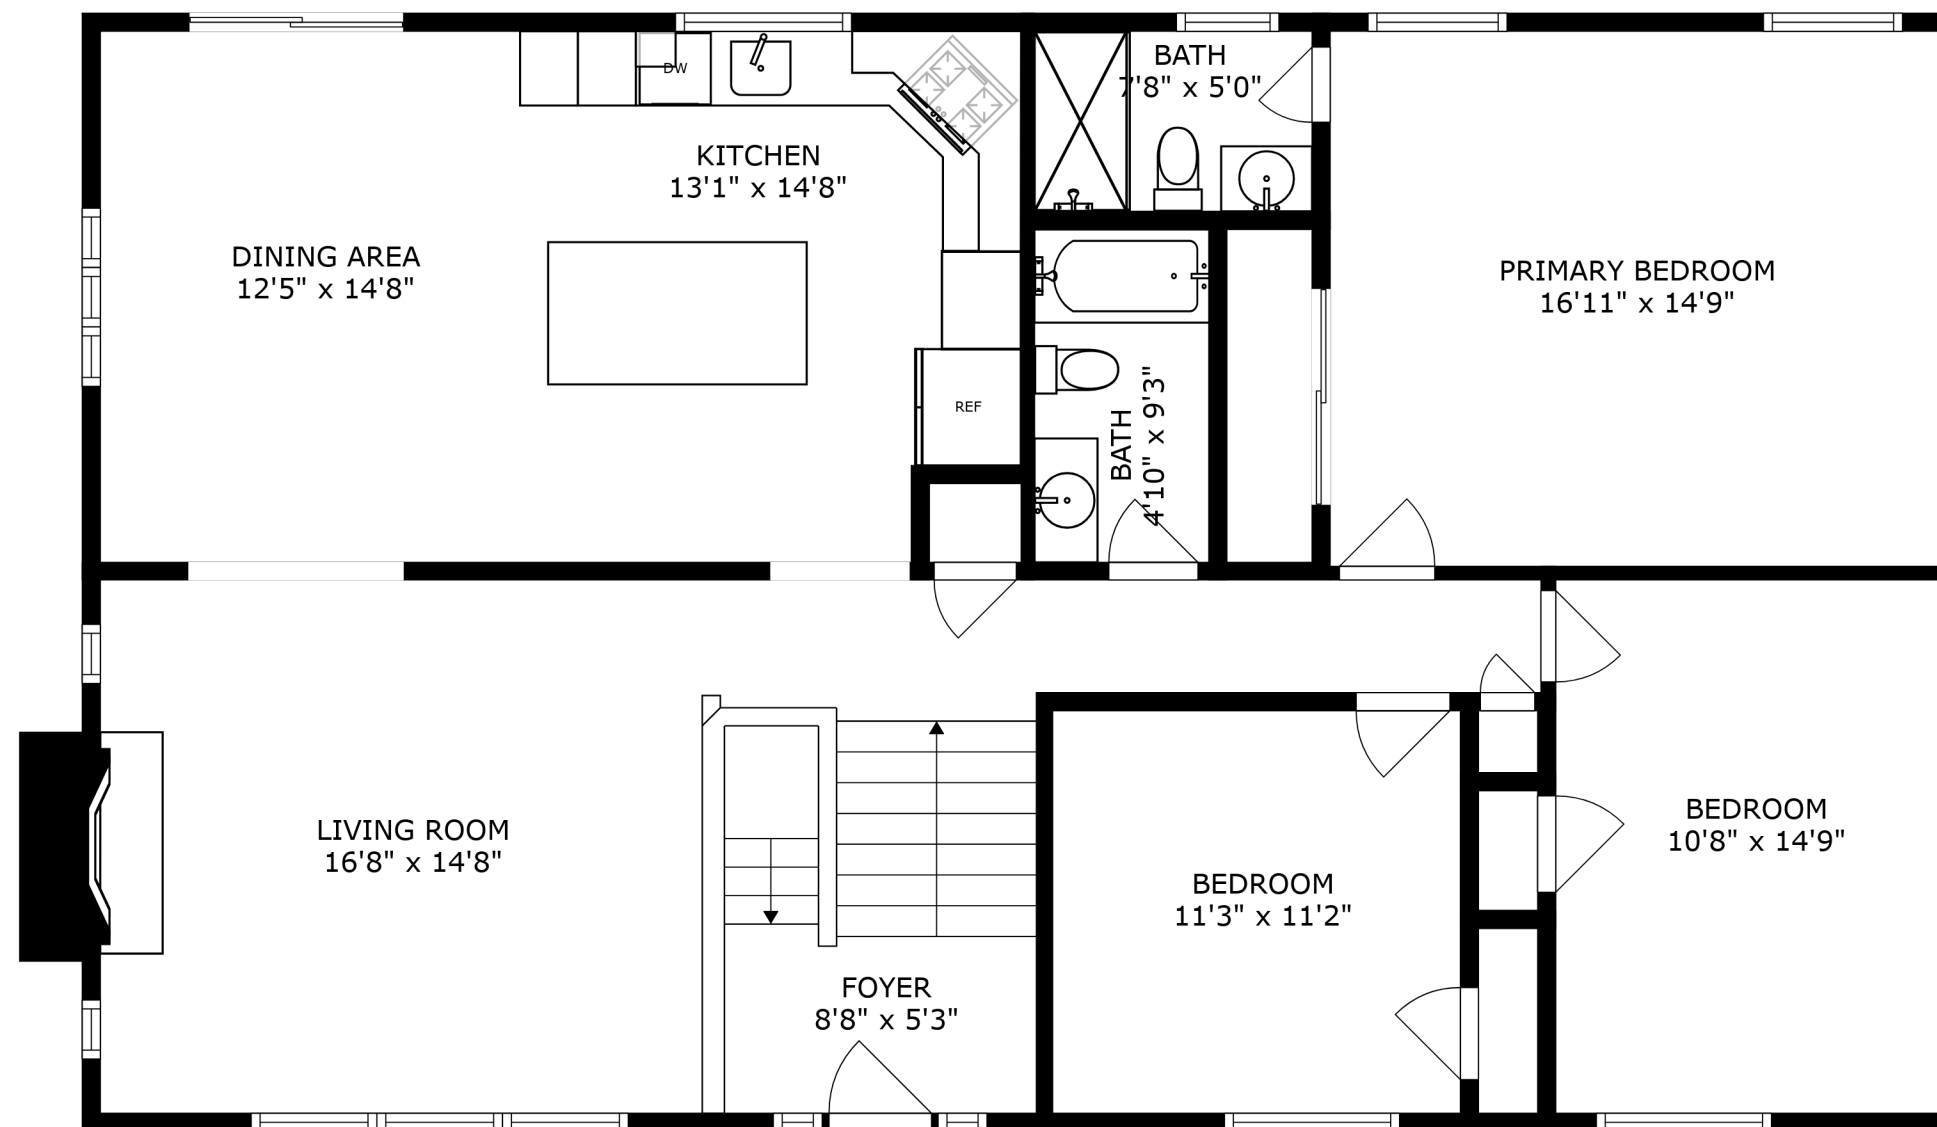 BATH
7'8" x 5'0"
DW
KITCHEN
13'1" x 14'8"
DINING AREA
12'5" x 14'8"
PRIMARY BEDROOM
16'11" x 14'9"
REF
BATH
4'10" x 9'3"
LIVING ROOM
16'8" x 14'8"
BEDROOM
10'8" x 14'9"
BEDROOM
11'3" x 11'2"
FOYER
8'8" x 5'3"